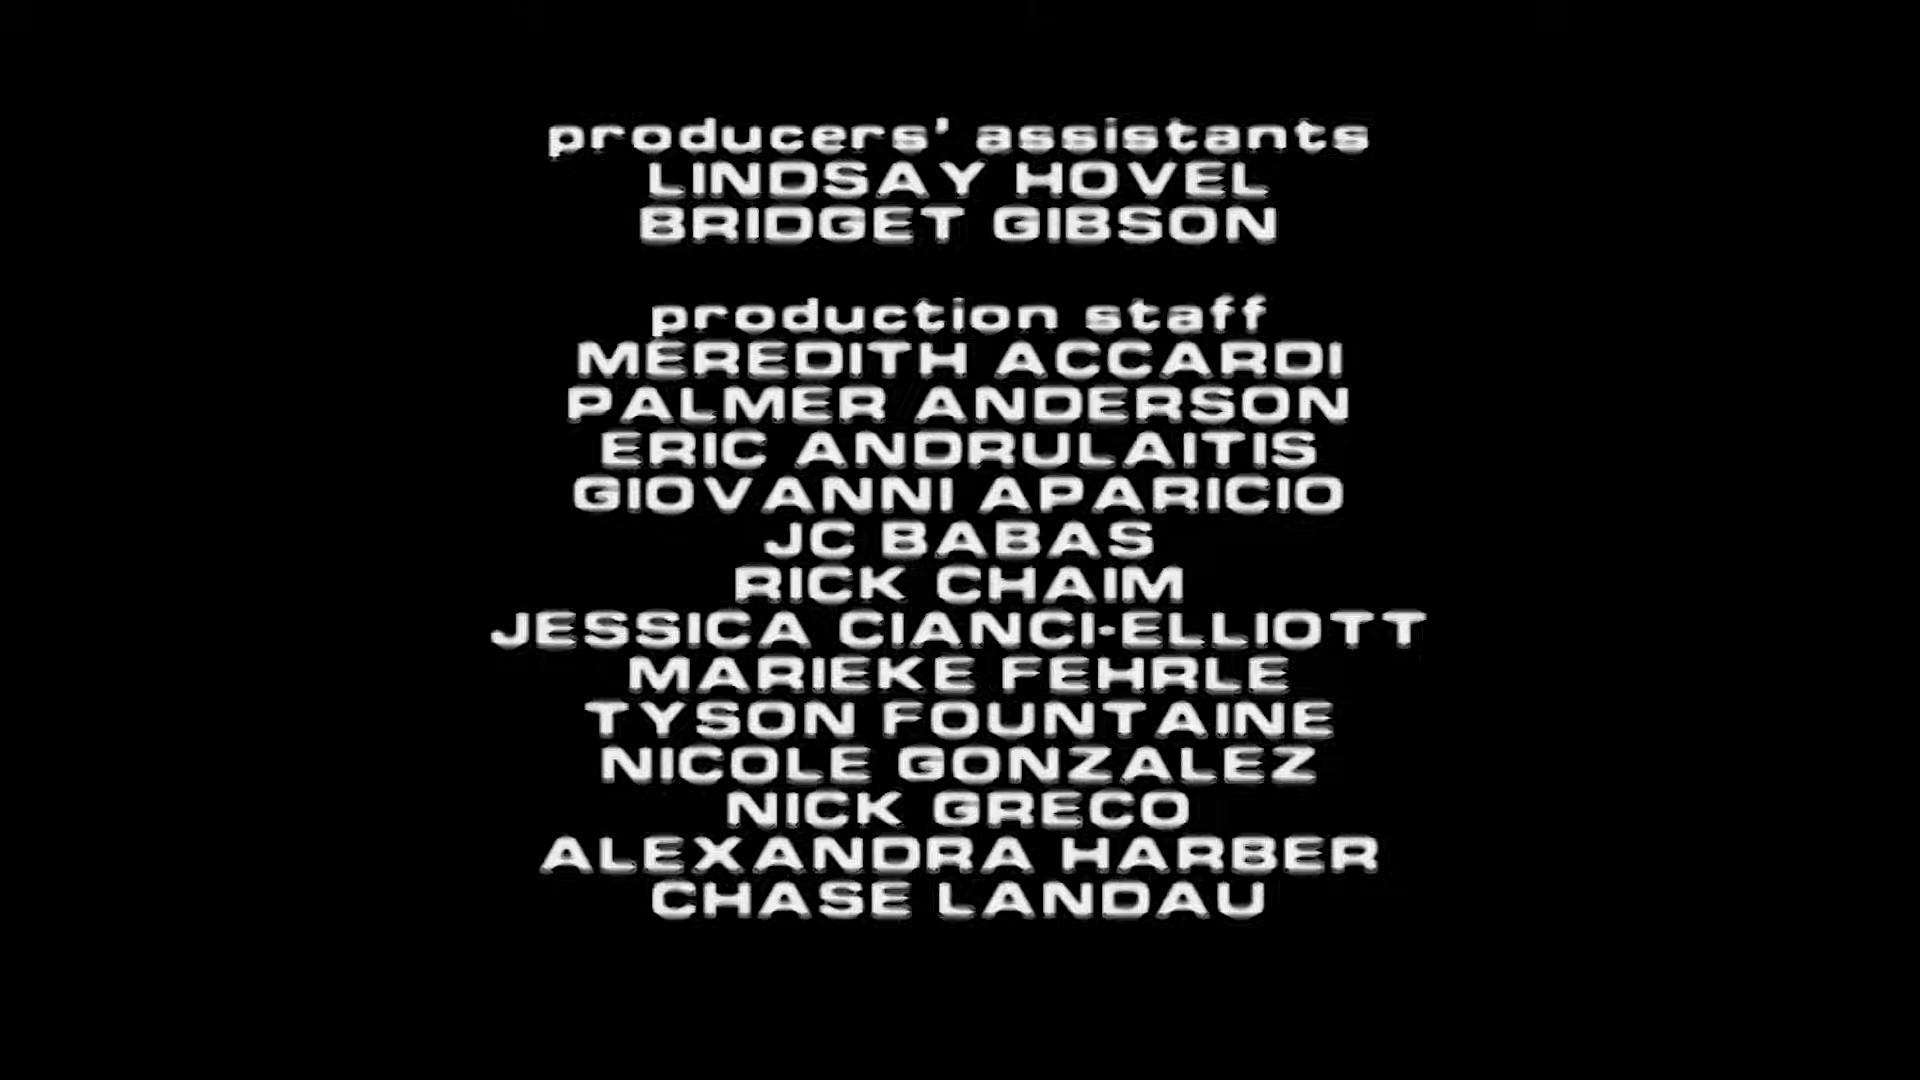 producers' assistants
LINDSAY HOVEL
BRIDGET GIBSON
production staff
MEREDITH ACCARDI
PALMER ANDERSON
ERIC ANDRULAITIS
GIOVANNI APARICIO
JC BABAS
RICK CHAIM
JESSICA CIANCI-ELLIOTT
MARIEKE FEHRLE
TYSON FOUNTAINE
NICOLE GONZALEZ
NICK GRECO
ALEXANDRA HARBER
CHASE LANDAU